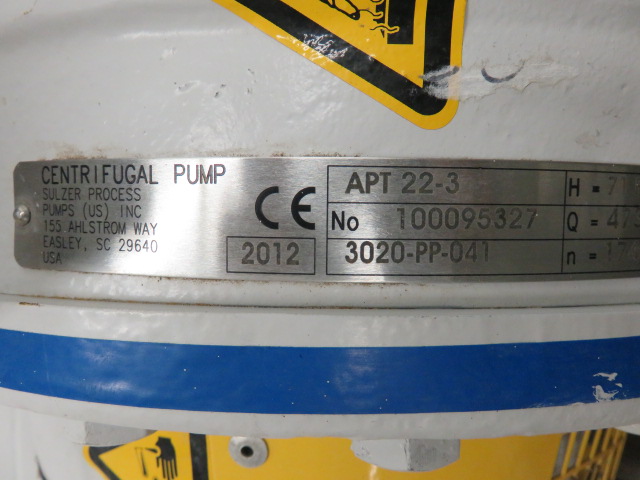 CENTRIFUGAL PUMP
SULZER PROCESS
PUMPS (US) INC
155 AHLSTROM WAY
EASLEY, SC 29640
USA
CE
2012
APT 22-3
No 100095327
3020-PP-041
H =
Q =
n =